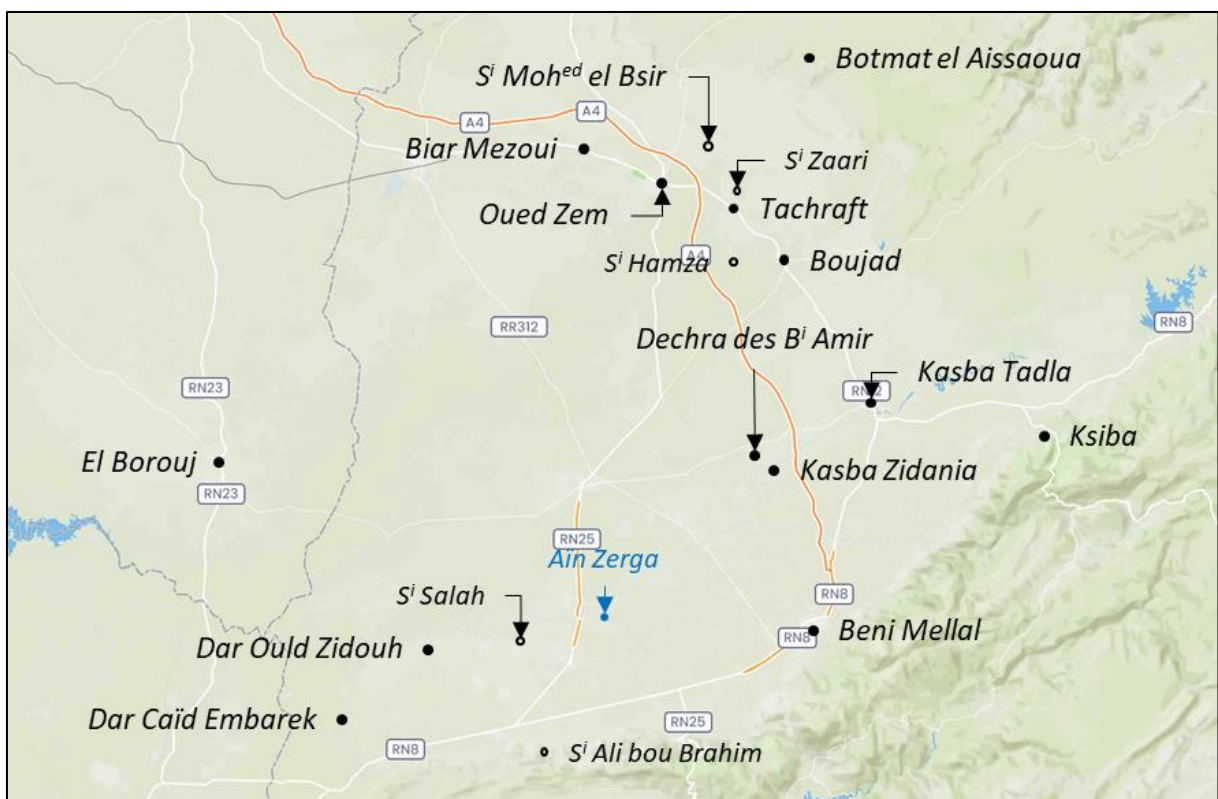 Botmat el Aissaoua
Sⁱ Mohᵉᵈ el Bsir
A4
A4
Biar Mezoui
Sⁱ Zaari
Oued Zem
Tachraft
A4
Sⁱ Hamza
Boujad
RR312
RN8
Dechra des Bⁱ Amir
RN23
Kasba Tadla
RN12
Ksiba
El Borouj
Kasba Zidania
RN23
RN25
Aïn Zerga
Sⁱ Salah
RN8
RN8
Beni Mellal
Dar Ould Zidouh
Dar Caïd Embarek
RN25
RN8
Sⁱ Ali bou Brahim